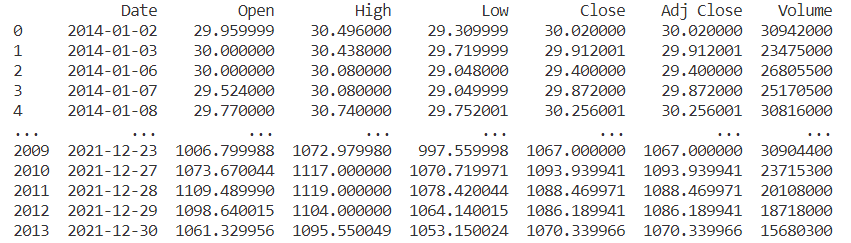 Date Open High Low Close Adj Close Volume
0 2014-01-02 29.959999 30.496000 29.309999 30.020000 30.020000 30942000
1 2014-01-03 30.000000 30.438000 29.719999 29.912001 29.912001 23475000
2 2014-01-06 30.000000 30.080000 29.048000 29.400000 29.400000 26805500
3 2014-01-07 29.524000 30.080000 29.049999 29.872000 29.872000 25170500
4 2014-01-08 29.770000 30.740000 29.752001 30.256001 30.256001 30816000
... ... ... ... ... ... ... ...
2009 2021-12-23 1006.799988 1072.979980 997.559998 1067.000000 1067.000000 30904400
2010 2021-12-27 1073.670044 1117.000000 1070.719971 1093.939941 1093.939941 23715300
2011 2021-12-28 1109.489990 1119.000000 1078.420044 1088.469971 1088.469971 20108000
2012 2021-12-29 1098.640015 1104.000000 1064.140015 1086.189941 1086.189941 18718000
2013 2021-12-30 1061.329956 1095.550049 1053.150024 1070.339966 1070.339966 15680300